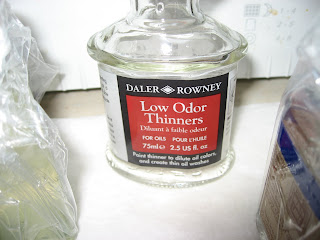 DALER ROWNEY
Low Odor
Thinners
Diluant à faible odeur
FOR OILS POUR L'HUILE
75ml℮ 2.5 US fl. oz
Paint thinner to dilute oil colors,
and create thin oil washes